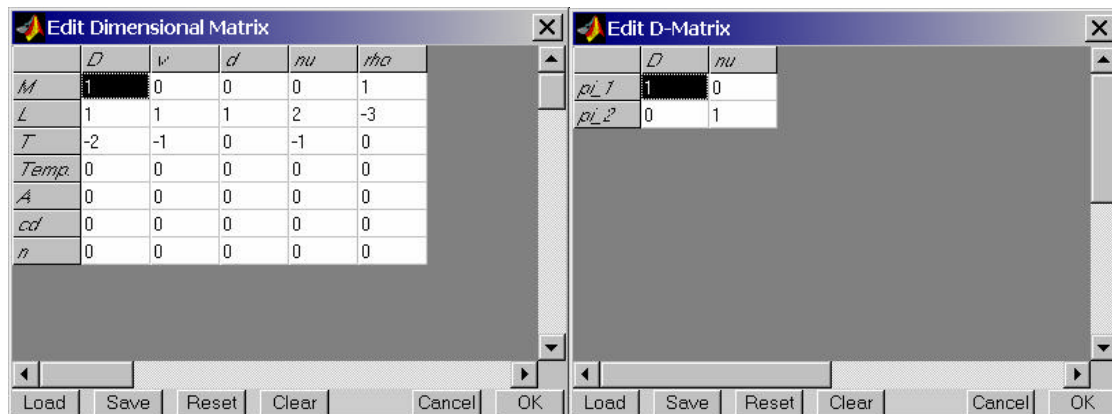 Edit Dimensional Matrix
D v d nu rho
M 1 0 0 0 1
L 1 1 1 2 -3
T -2 -1 0 -1 0
Temp. 0 0 0 0 0
A 0 0 0 0 0
cd 0 0 0 0 0
n 0 0 0 0 0
Load Save Reset Clear Cancel OK
Edit D-Matrix
D nu
pi_1 1 0
pi_2 0 1
Load Save Reset Clear Cancel OK